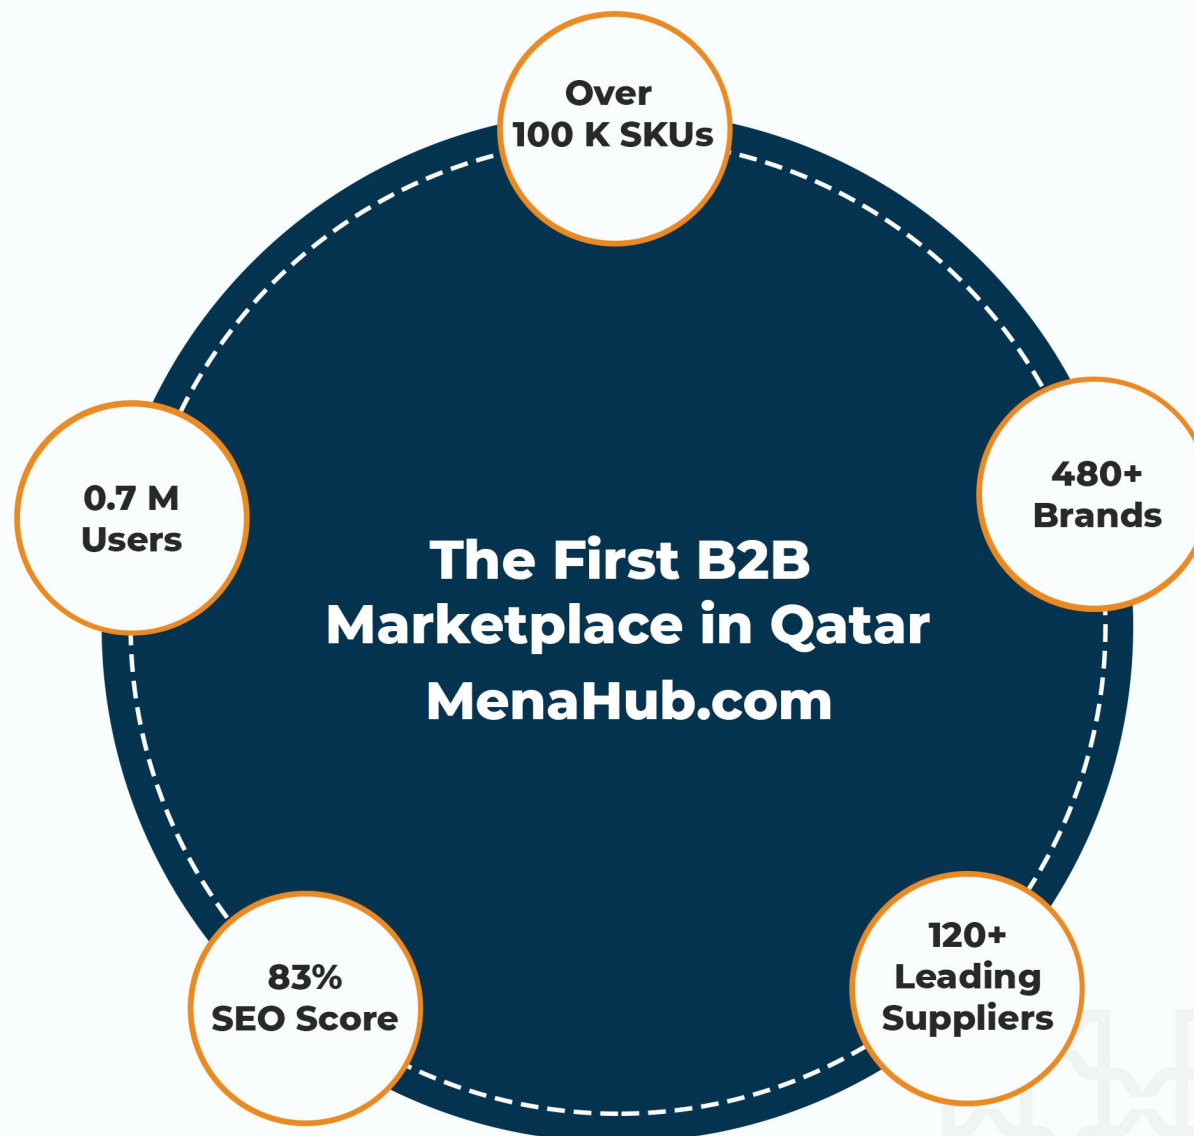 Over
100 K SKUs
480+
Brands
0.7 M
Users
The First B2B
Marketplace in Qatar
MenaHub.com
120+
Leading
Suppliers
83%
SEO Score